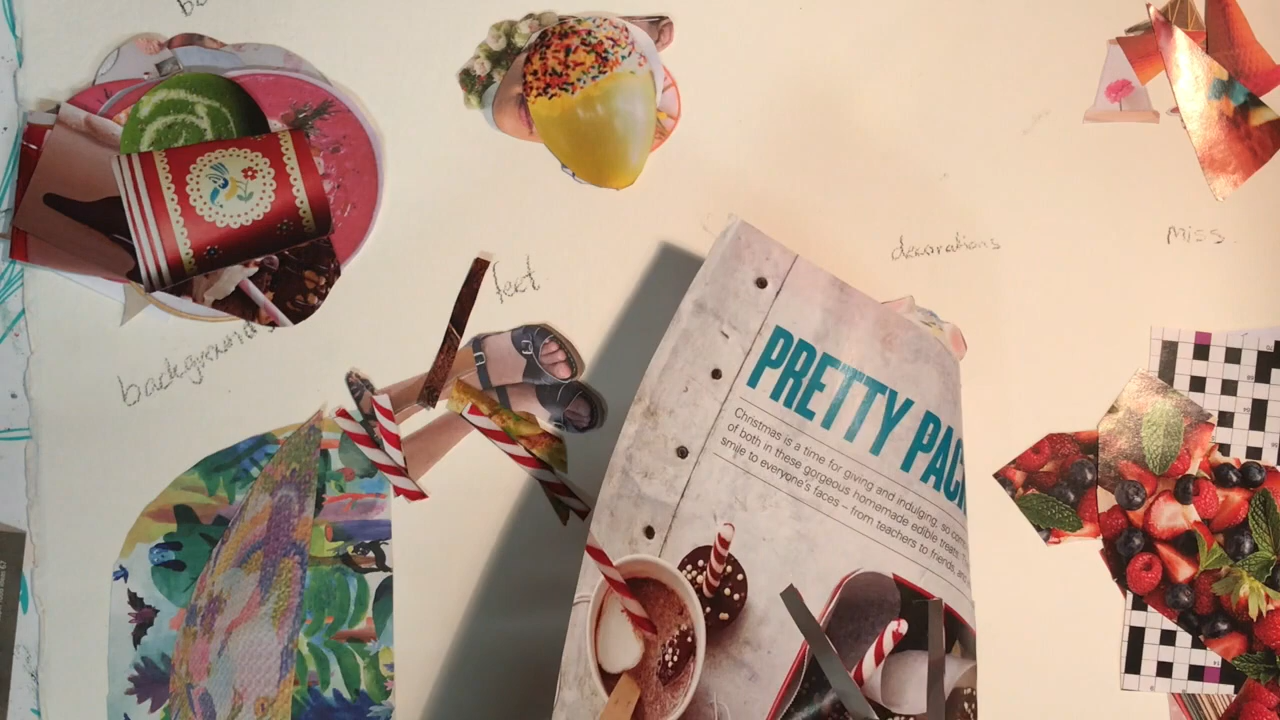 decorations
Miss.
feet
background
PRETTY PAC
Christmas is a time for giving and indulging, so
of both in these gorgeous homemade edible treats.
smile to everyone's faces – from teachers to friends, and